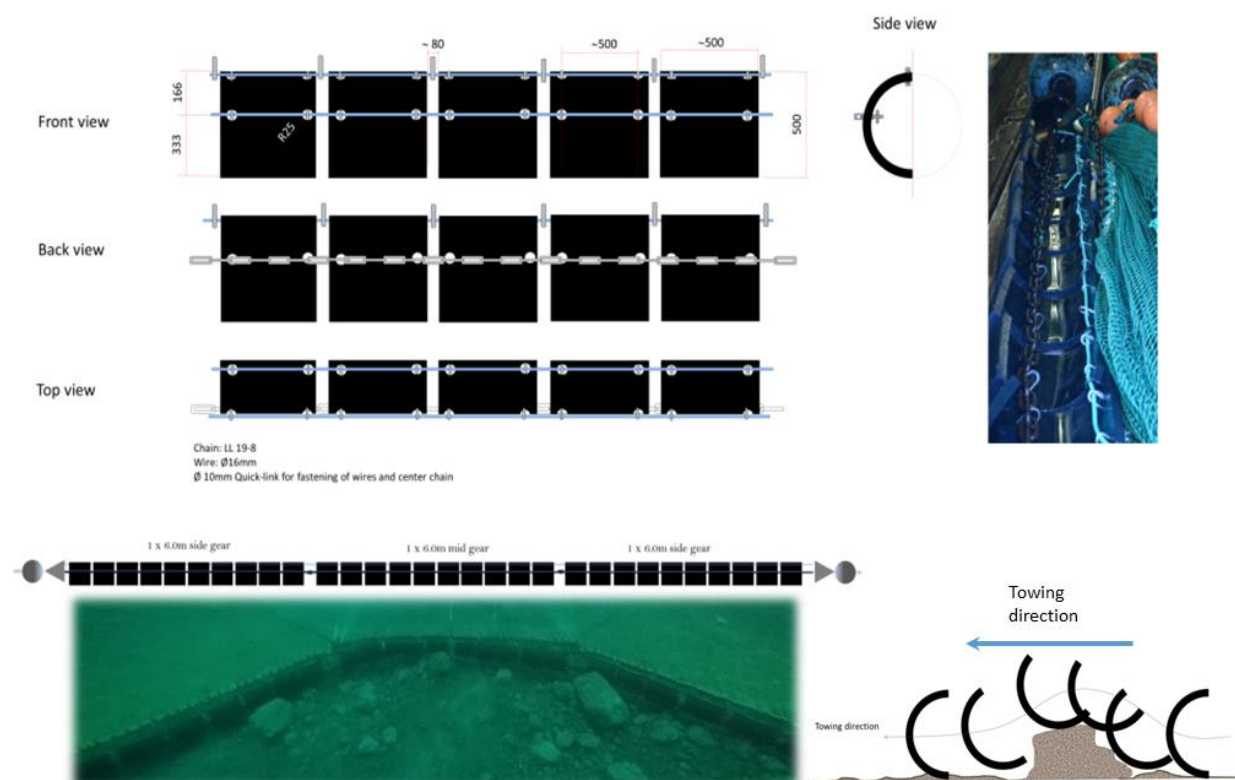 Side view
~ 80
~500
~500
166
Front view
R25
500
333
Back view
Top view
Chain: LL 19-8
Wire: Ø16mm
Ø 10mm Quick-link for fastening of wires and center chain
1 x 6.0m side gear
1 x 6.0m mid gear
1 x 6.0m side gear
Towing
direction
Towing direction